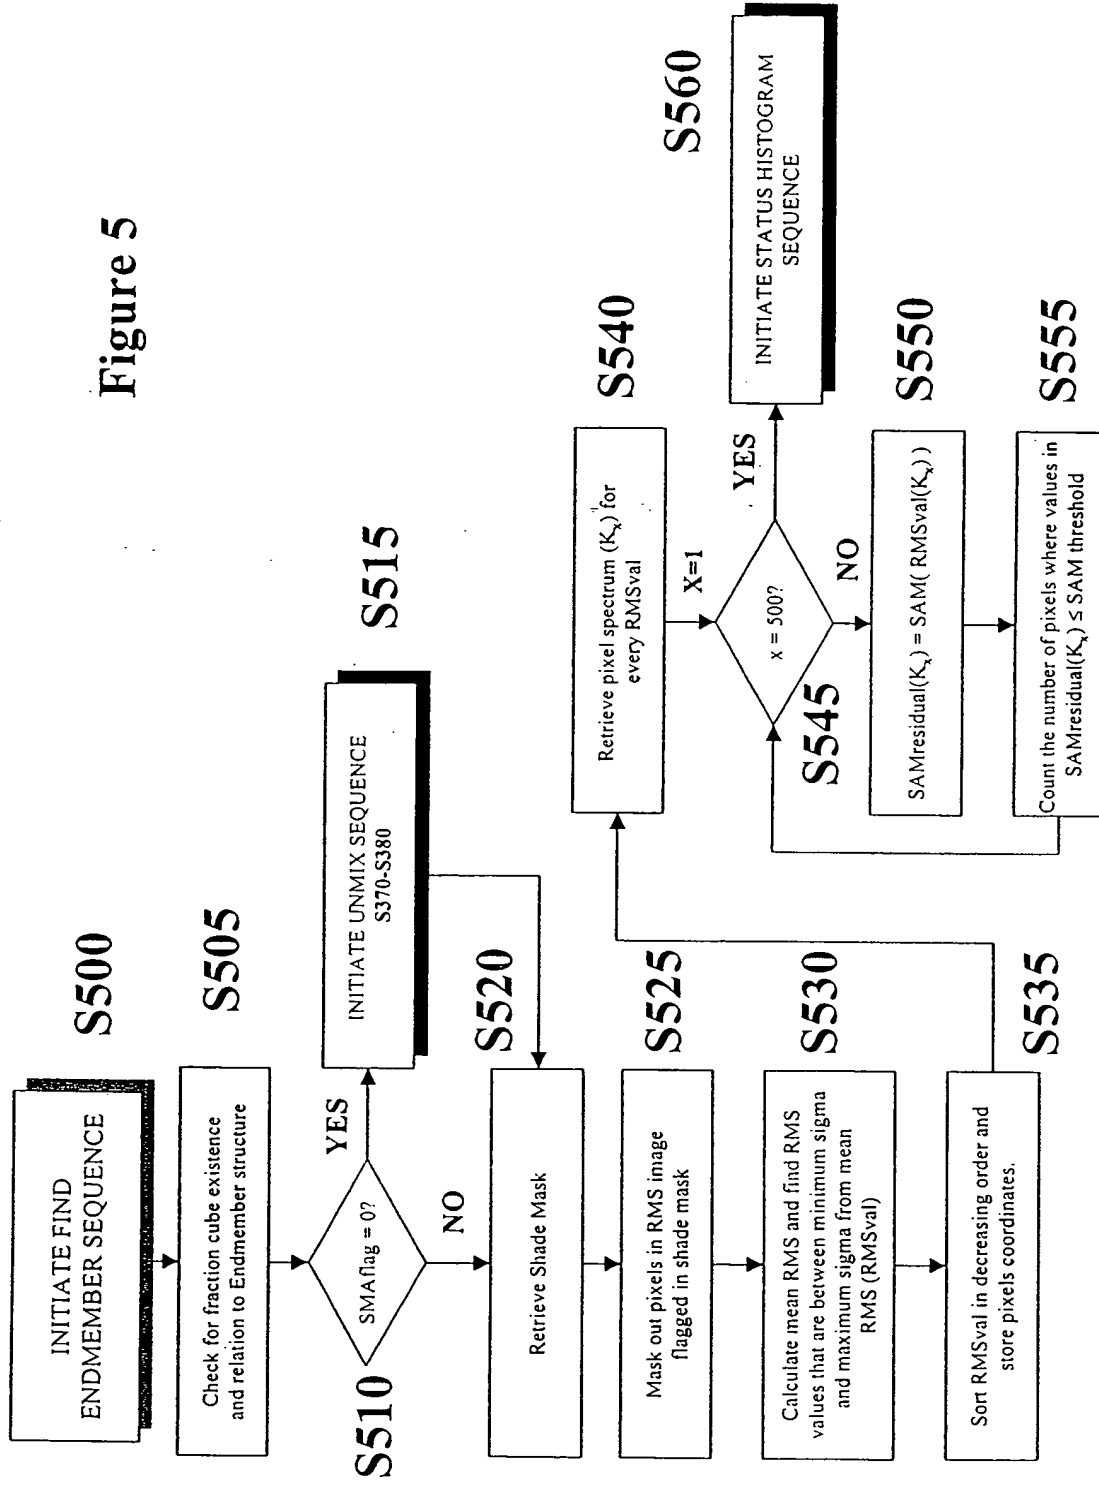 Figure 5
INITIATE FIND
ENDMEMBER SEQUENCE
S500
Check for fraction cube existence
and relation to Endmember structure
S505
SMAflag = 0?
S510
YES
NO
INITIATE UNMIX SEQUENCE
S370-S380
S515
Retrieve Shade Mask
S520
Mask out pixels in RMS image
flagged in shade mask
S525
Calculate mean RMS and find RMS
values that are between minimum sigma
and maximum sigma from mean
RMS (RMSval)
S530
Sort RMSval in decreasing order and
store pixels coordinates.
S535
Retrieve pixel spectrum (Kₓ) for
every RMSval
S540
X=1
x = 500?
S545
YES
NO
INITIATE STATUS HISTOGRAM
SEQUENCE
S560
SAMresidual(Kₓ) = SAM( RMSval(Kₓ) )
S550
Count the number of pixels where values in
SAMresidual(Kₓ) ≤ SAM threshold
S555